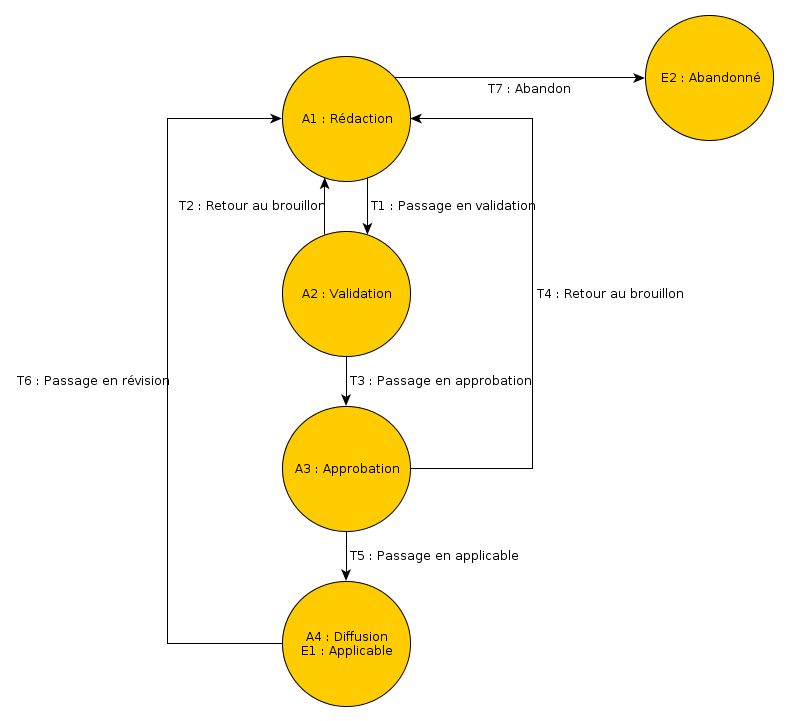 E2 : Abandonné
T7 : Abandon
A1 : Rédaction
T2 : Retour au brouillon
T1 : Passage en validation
A2 : Validation
T4 : Retour au brouillon
T6 : Passage en révision
T3 : Passage en approbation
A3 : Approbation
T5 : Passage en applicable
A4 : Diffusion
E1 : Applicable